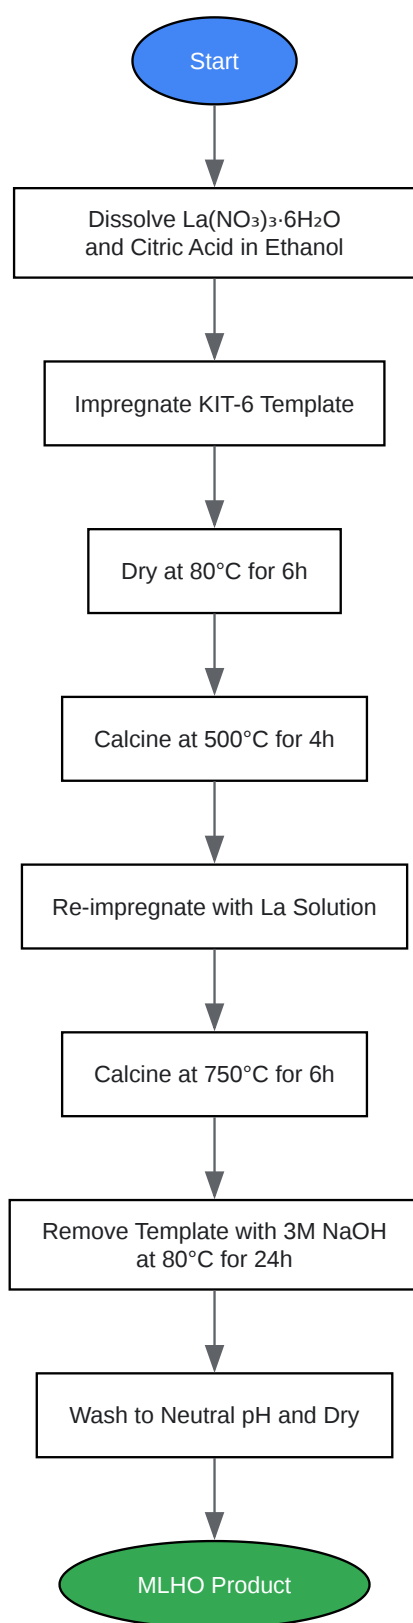 Start
Dissolve La(NO₃)₃·6H₂O
and Citric Acid in Ethanol
Impregnate KIT-6 Template
Dry at 80°C for 6h
Calcine at 500°C for 4h
Re-impregnate with La Solution
Calcine at 750°C for 6h
Remove Template with 3M NaOH
at 80°C for 24h
Wash to Neutral pH and Dry
MLHO Product